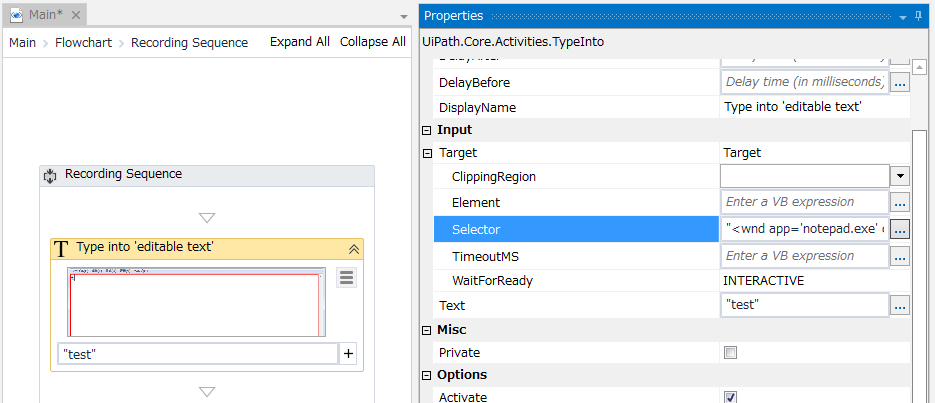 Main*
Main > Flowchart > Recording Sequence Expand All Collapse All
Recording Sequence
T Type into 'editable text'
"test"
+
Properties
UiPath.Core.Activities.TypeInto
DelayBefore Delay time (in milliseconds) ...
DisplayName Type into 'editable text'
Input
Target Target
ClippingRegion
Element Enter a VB expression ...
Selector "<wnd app='notepad.exe' ...
TimeoutMS Enter a VB expression ...
WaitForReady INTERACTIVE
Text "test" ...
Misc
Private
Options
Activate